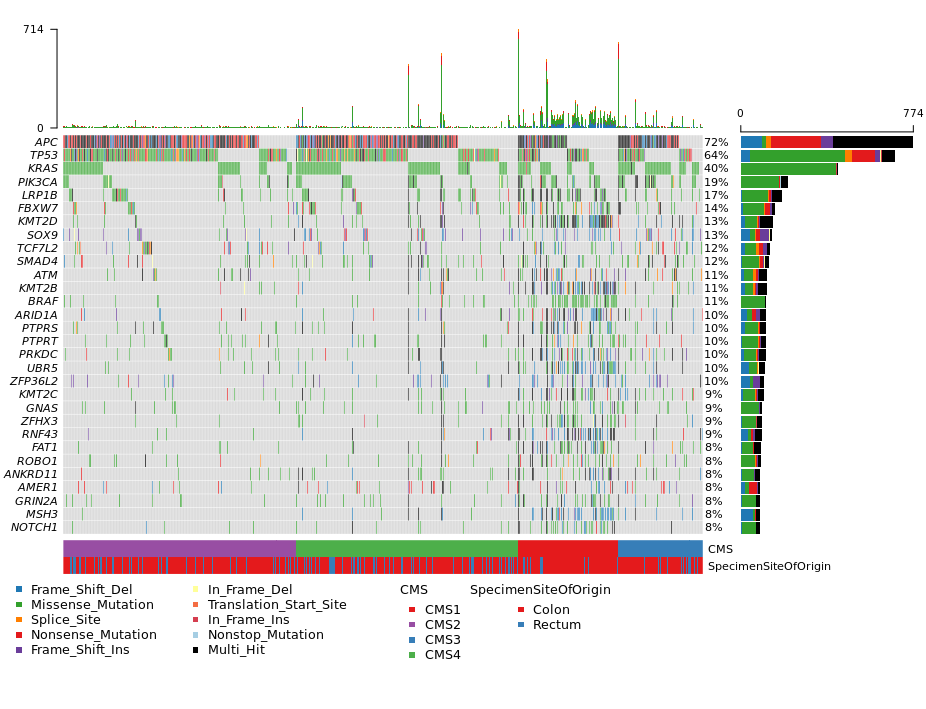 714
0
0
774
APC 72%
TP53 64%
KRAS 40%
PIK3CA 19%
LRP1B 17%
FBXW7 14%
KMT2D 13%
SOX9 13%
TCF7L2 12%
SMAD4 12%
ATM 11%
KMT2B 11%
BRAF 11%
ARID1A 10%
PTPRS 10%
PTPRT 10%
PRKDC 10%
UBR5 10%
ZFP36L2 10%
KMT2C 9%
GNAS 9%
ZFHX3 9%
RNF43 9%
FAT1 8%
ROBO1 8%
ANKRD11 8%
AMER1 8%
GRIN2A 8%
MSH3 8%
NOTCH1 8%
CMS
SpecimenSiteOfOrigin
Frame_Shift_Del
Missense_Mutation
Splice_Site
Nonsense_Mutation
Frame_Shift_Ins
In_Frame_Del
Translation_Start_Site
In_Frame_Ins
Nonstop_Mutation
Multi_Hit
CMS
CMS1
CMS2
CMS3
CMS4
SpecimenSiteOfOrigin
Colon
Rectum